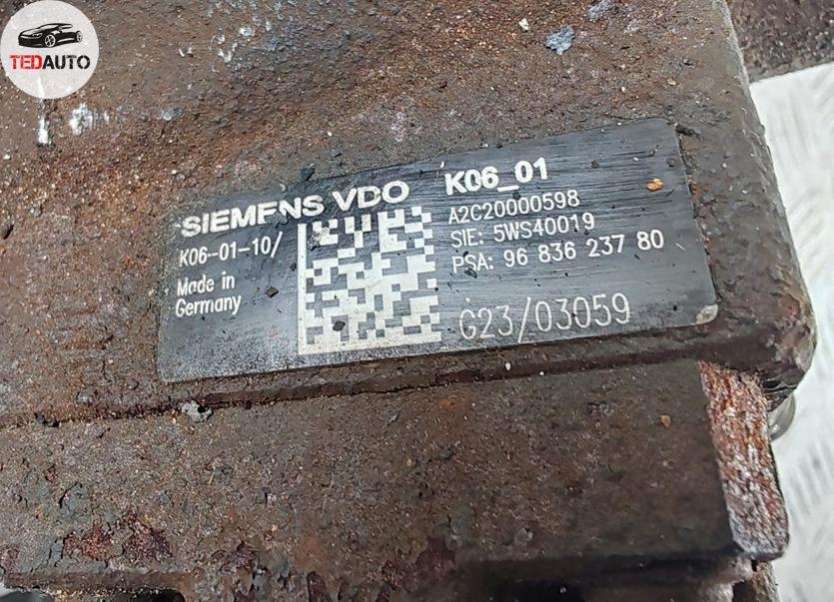 TEDAUTO
SIEMENS VDO
K06_01
A2C20000598
SIE: 5WS40019
PSA: 96 836 237 80
K06-01-10/
Made in
Germany
G23/03059